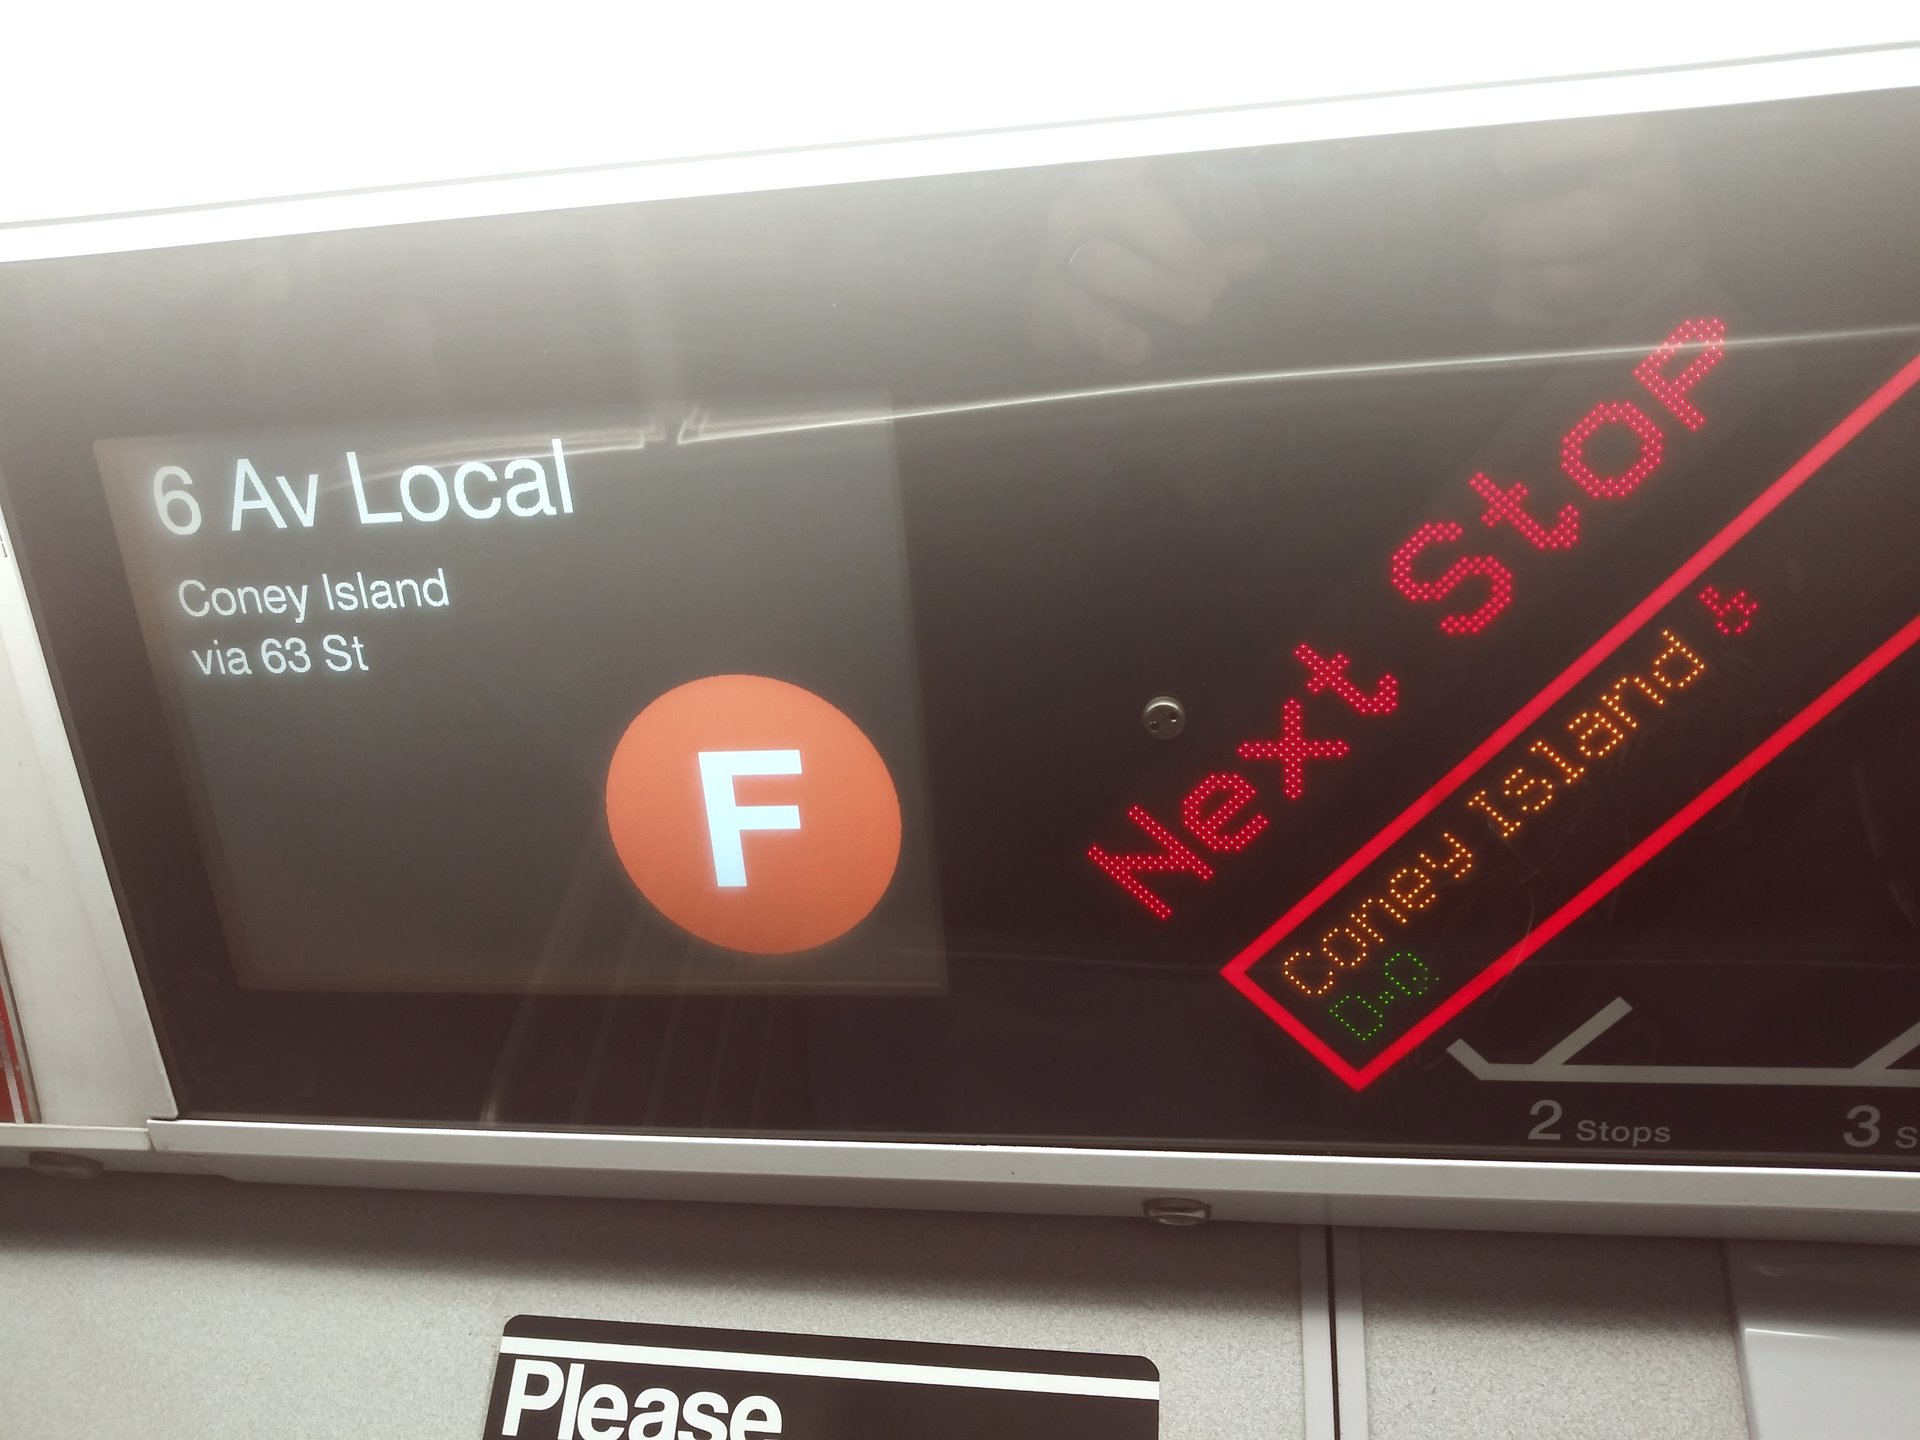 6 Av Local
Coney Island
via 63 St
F
Next Stop
Coney Island
D-Q
2 Stops
3
Please